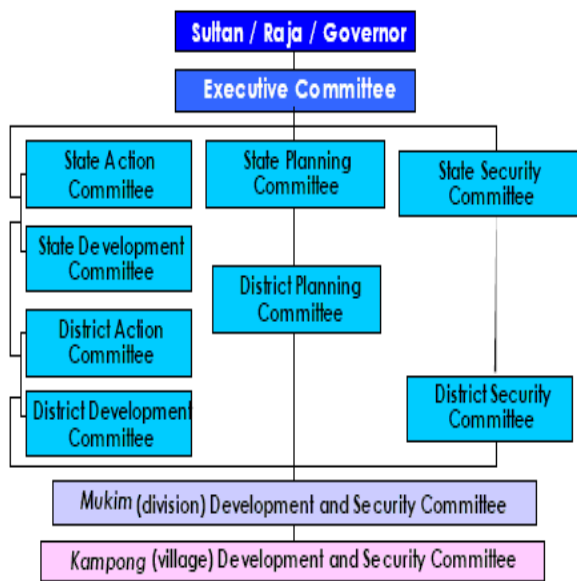 Sultan / Raja / Governor
Executive Committee
State Action
Committee
State Planning
Committee
State Security
Committee
State Development
Committee
District Planning
Committee
District Action
Committee
District Development
Committee
District Security
Committee
Mukim (division) Development and Security Committee
Kampong (village) Development and Security Committee